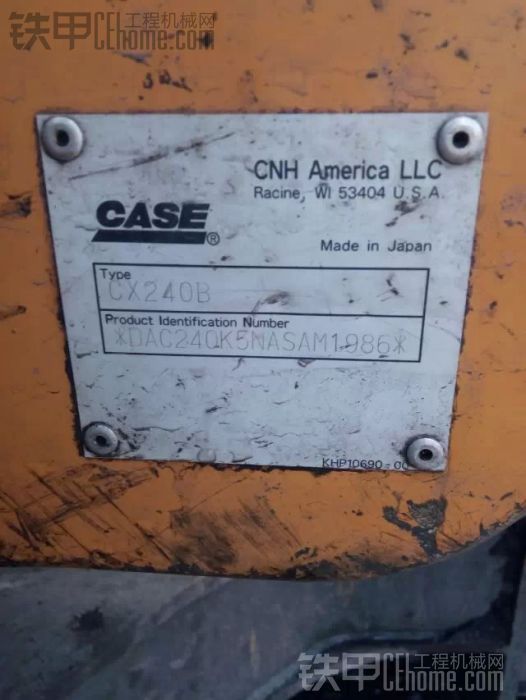 铁甲 工程机械网
CEhome.com
CNH America LLC
Racine, WI 53404 U.S.A.
CASE®
Made in Japan
Type
CX240B
Product Identification Number
*DAC240K5NASAM1986*
KHP10690-00
铁甲 工程机械网
CEhome.com